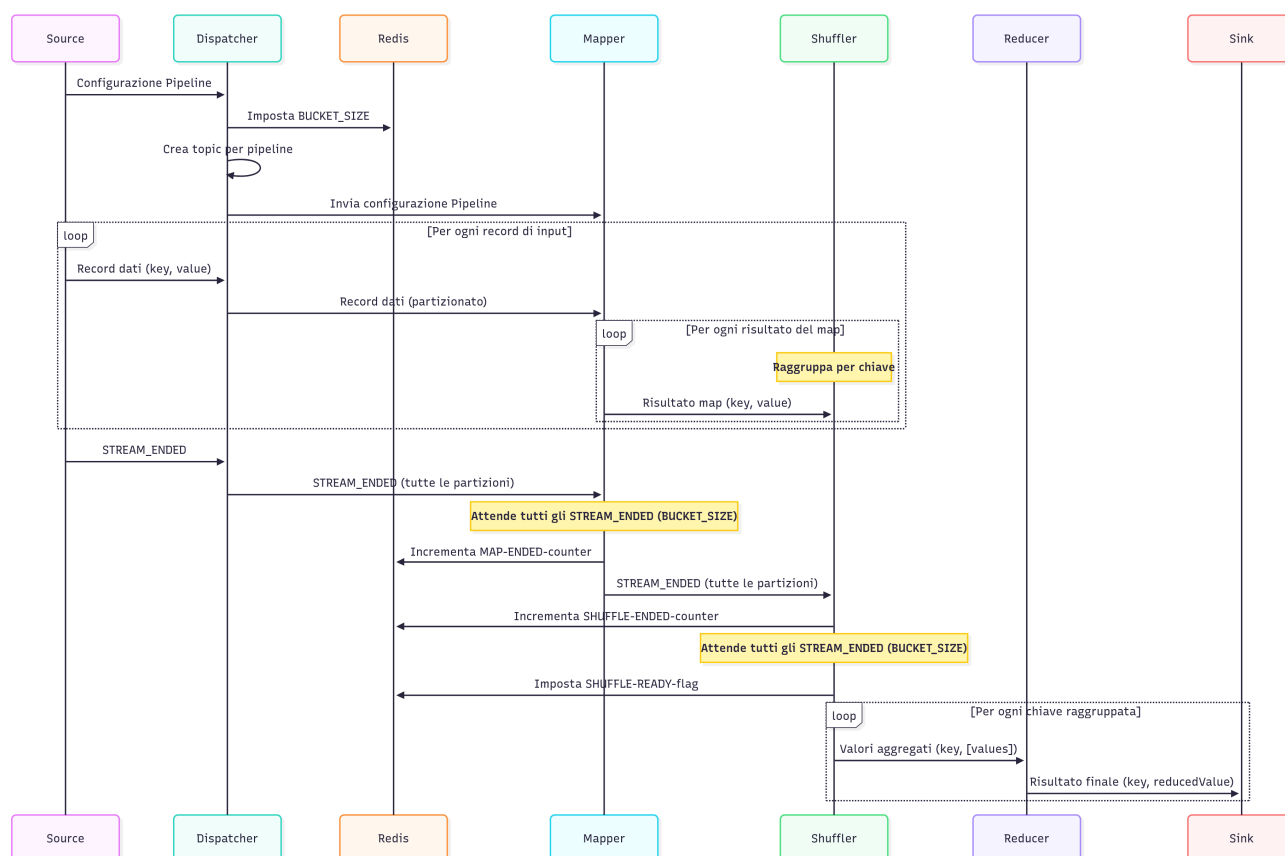 Source
Dispatcher
Redis
Mapper
Shuffler
Reducer
Sink
Configurazione Pipeline
Imposta BUCKET_SIZE
Crea topic per pipeline
Invia configurazione Pipeline
loop
[Per ogni record di input]
Record dati (key, value)
Record dati (partizionato)
loop
[Per ogni risultato del map]
Raggruppa per chiave
Risultato map (key, value)
STREAM_ENDED
STREAM_ENDED (tutte le partizioni)
Attende tutti gli STREAM_ENDED (BUCKET_SIZE)
Incrementa MAP-ENDED-counter
STREAM_ENDED (tutte le partizioni)
Incrementa SHUFFLE-ENDED-counter
Attende tutti gli STREAM_ENDED (BUCKET_SIZE)
Imposta SHUFFLE-READY-flag
loop
[Per ogni chiave raggruppata]
Valori aggregati (key, [values])
Risultato finale (key, reducedValue)
Source
Dispatcher
Redis
Mapper
Shuffler
Reducer
Sink